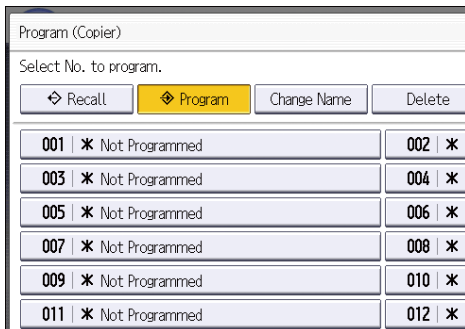 Program (Copier)
Select No. to program.
Recall Program Change Name Delete
001 * Not Programmed 002 *
003 * Not Programmed 004 *
005 * Not Programmed 006 *
007 * Not Programmed 008 *
009 * Not Programmed 010 *
011 * Not Programmed 012 *